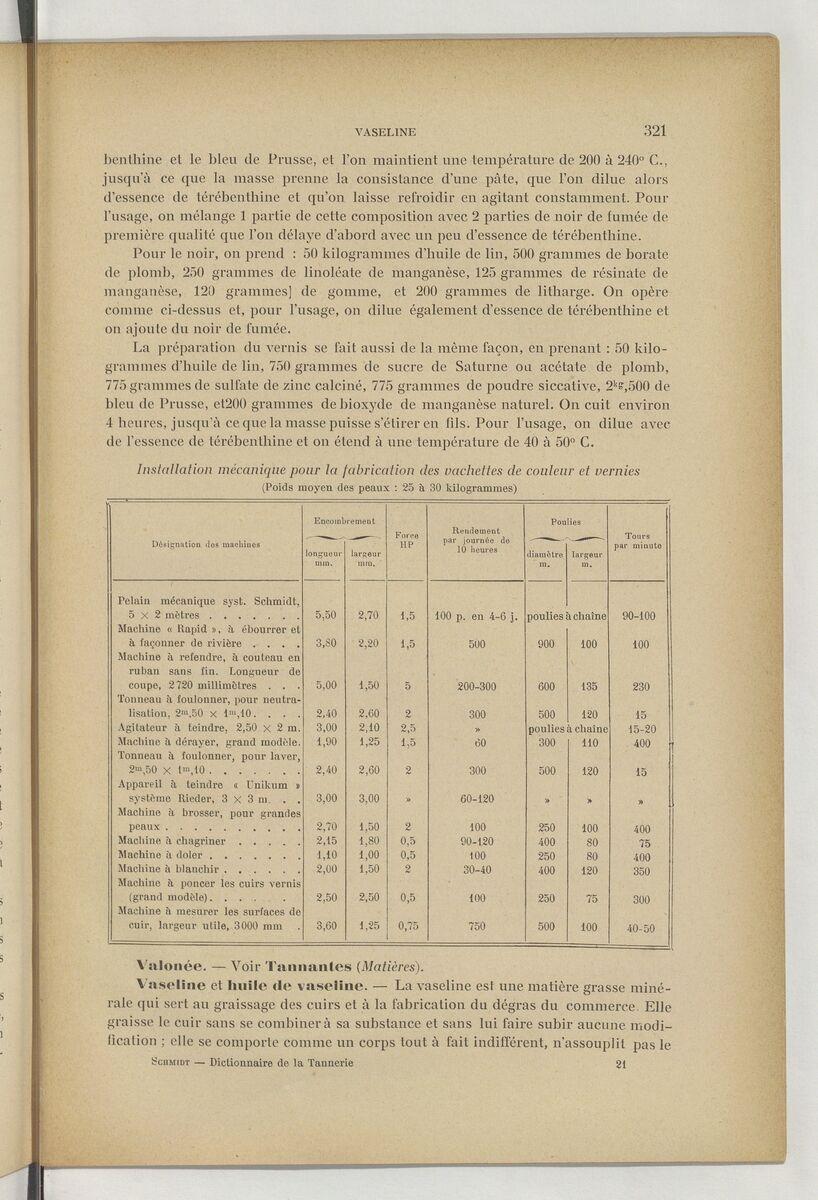 VASELINE 321
benthine et le bleu de Prusse, et l'on maintient une température de 200 à 240° C.,
jusqu'à ce que la masse prenne la consistance d'une pâte, que l'on dilue alors
d'essence de térébenthine et qu'on laisse refroidir en agitant constamment. Pour
l'usage, on mélange 1 partie de cette composition avec 2 parties de noir de fumée de
première qualité que l'on délaye d'abord avec un peu d'essence de térébenthine.
Pour le noir, on prend : 50 kilogrammes d'huile de lin, 500 grammes de borate
de plomb, 250 grammes de linoléate de manganèse, 125 grammes de résinate de
manganèse, 120 grammes] de gomme, et 200 grammes de litharge. On opère
comme ci-dessus et, pour l'usage, on dilue également d'essence de térébenthine et
on ajoute du noir de fumée.
La préparation du vernis se fait aussi de la même façon, en prenant : 50 kilo-
grammes d'huile de lin, 750 grammes de sucre de Saturne ou acétate de plomb,
775 grammes de sulfate de zinc calciné, 775 grammes de poudre siccative, 2kg,500 de
bleu de Prusse, et200 grammes de bioxyde de manganèse naturel. On cuit environ
4 heures, jusqu'à ce que la masse puisse s'étirer en fils. Pour l'usage, on dilue avec
de l'essence de térébenthine et on étend à une température de 40 à 50° C.
Installation mécanique pour la fabrication des vachettes de couleur et vernies
(Poids moyen des peaux : 25 à 30 kilogrammes)
Désignation des machines Encombrement longueur mm. largeur mm. Force HP Rendement par journée de 10 heures Poulies diamètre m. largeur m. Tours par minute
Pelain mécanique syst. Schmidt,
5 × 2 mètres . . . . . . . 5,50 2,70 1,5 100 p. en 4-6 j. poulies à chaîne 90-100
Machine « Rapid », à ébourrer et
à façonner de rivière . . . . 3,80 2,20 1,5 500 900 100 100
Machine à refendre, à couteau en
ruban sans fin. Longueur de
coupe, 2720 millimètres . . . 5,00 1,50 5 200-300 600 135 230
Tonneau à foulonner, pour neutra-
lisation, 2m,50 × 1m,10. . . . 2,40 2,60 2 300 500 120 15
Agitateur à teindre, 2,50 × 2 m. 3,00 2,10 2,5 » poulies à chaîne 15-20
Machine à dérayer, grand modèle. 1,90 1,25 1,5 60 300 110 400
Tonneau à foulonner, pour laver,
2m,50 × 1m,10 . . . . . . . 2,40 2,60 2 300 500 120 15
Appareil à teindre « Unikum »
système Rieder, 3 × 3 m. . . 3,00 3,00 » 60-120 » » »
Machine à brosser, pour grandes
peaux . . . . . . . . . . 2,70 1,50 2 100 250 100 400
Machine à chagriner . . . . . 2,15 1,80 0,5 90-120 400 80 75
Machine à doler . . . . . . . 1,10 1,00 0,5 100 250 80 400
Machine à blanchir . . . . . . 2,00 1,50 2 30-40 400 120 350
Machine à poncer les cuirs vernis
(grand modèle). . . . . . 2,50 2,50 0,5 100 250 75 300
Machine à mesurer les surfaces de
cuir, largeur utile, 3000 mm . 3,60 1,25 0,75 750 500 100 40-50
Valonée. — Voir Tannantes (Matières).
Vaseline et huile de vaseline. — La vaseline est une matière grasse miné-
rale qui sert au graissage des cuirs et à la fabrication du dégras du commerce. Elle
graisse le cuir sans se combiner à sa substance et sans lui faire subir aucune modi-
fication ; elle se comporte comme un corps tout à fait indifférent, n'assouplit pas le
SCHMIDT — Dictionnaire de la Tannerie 21